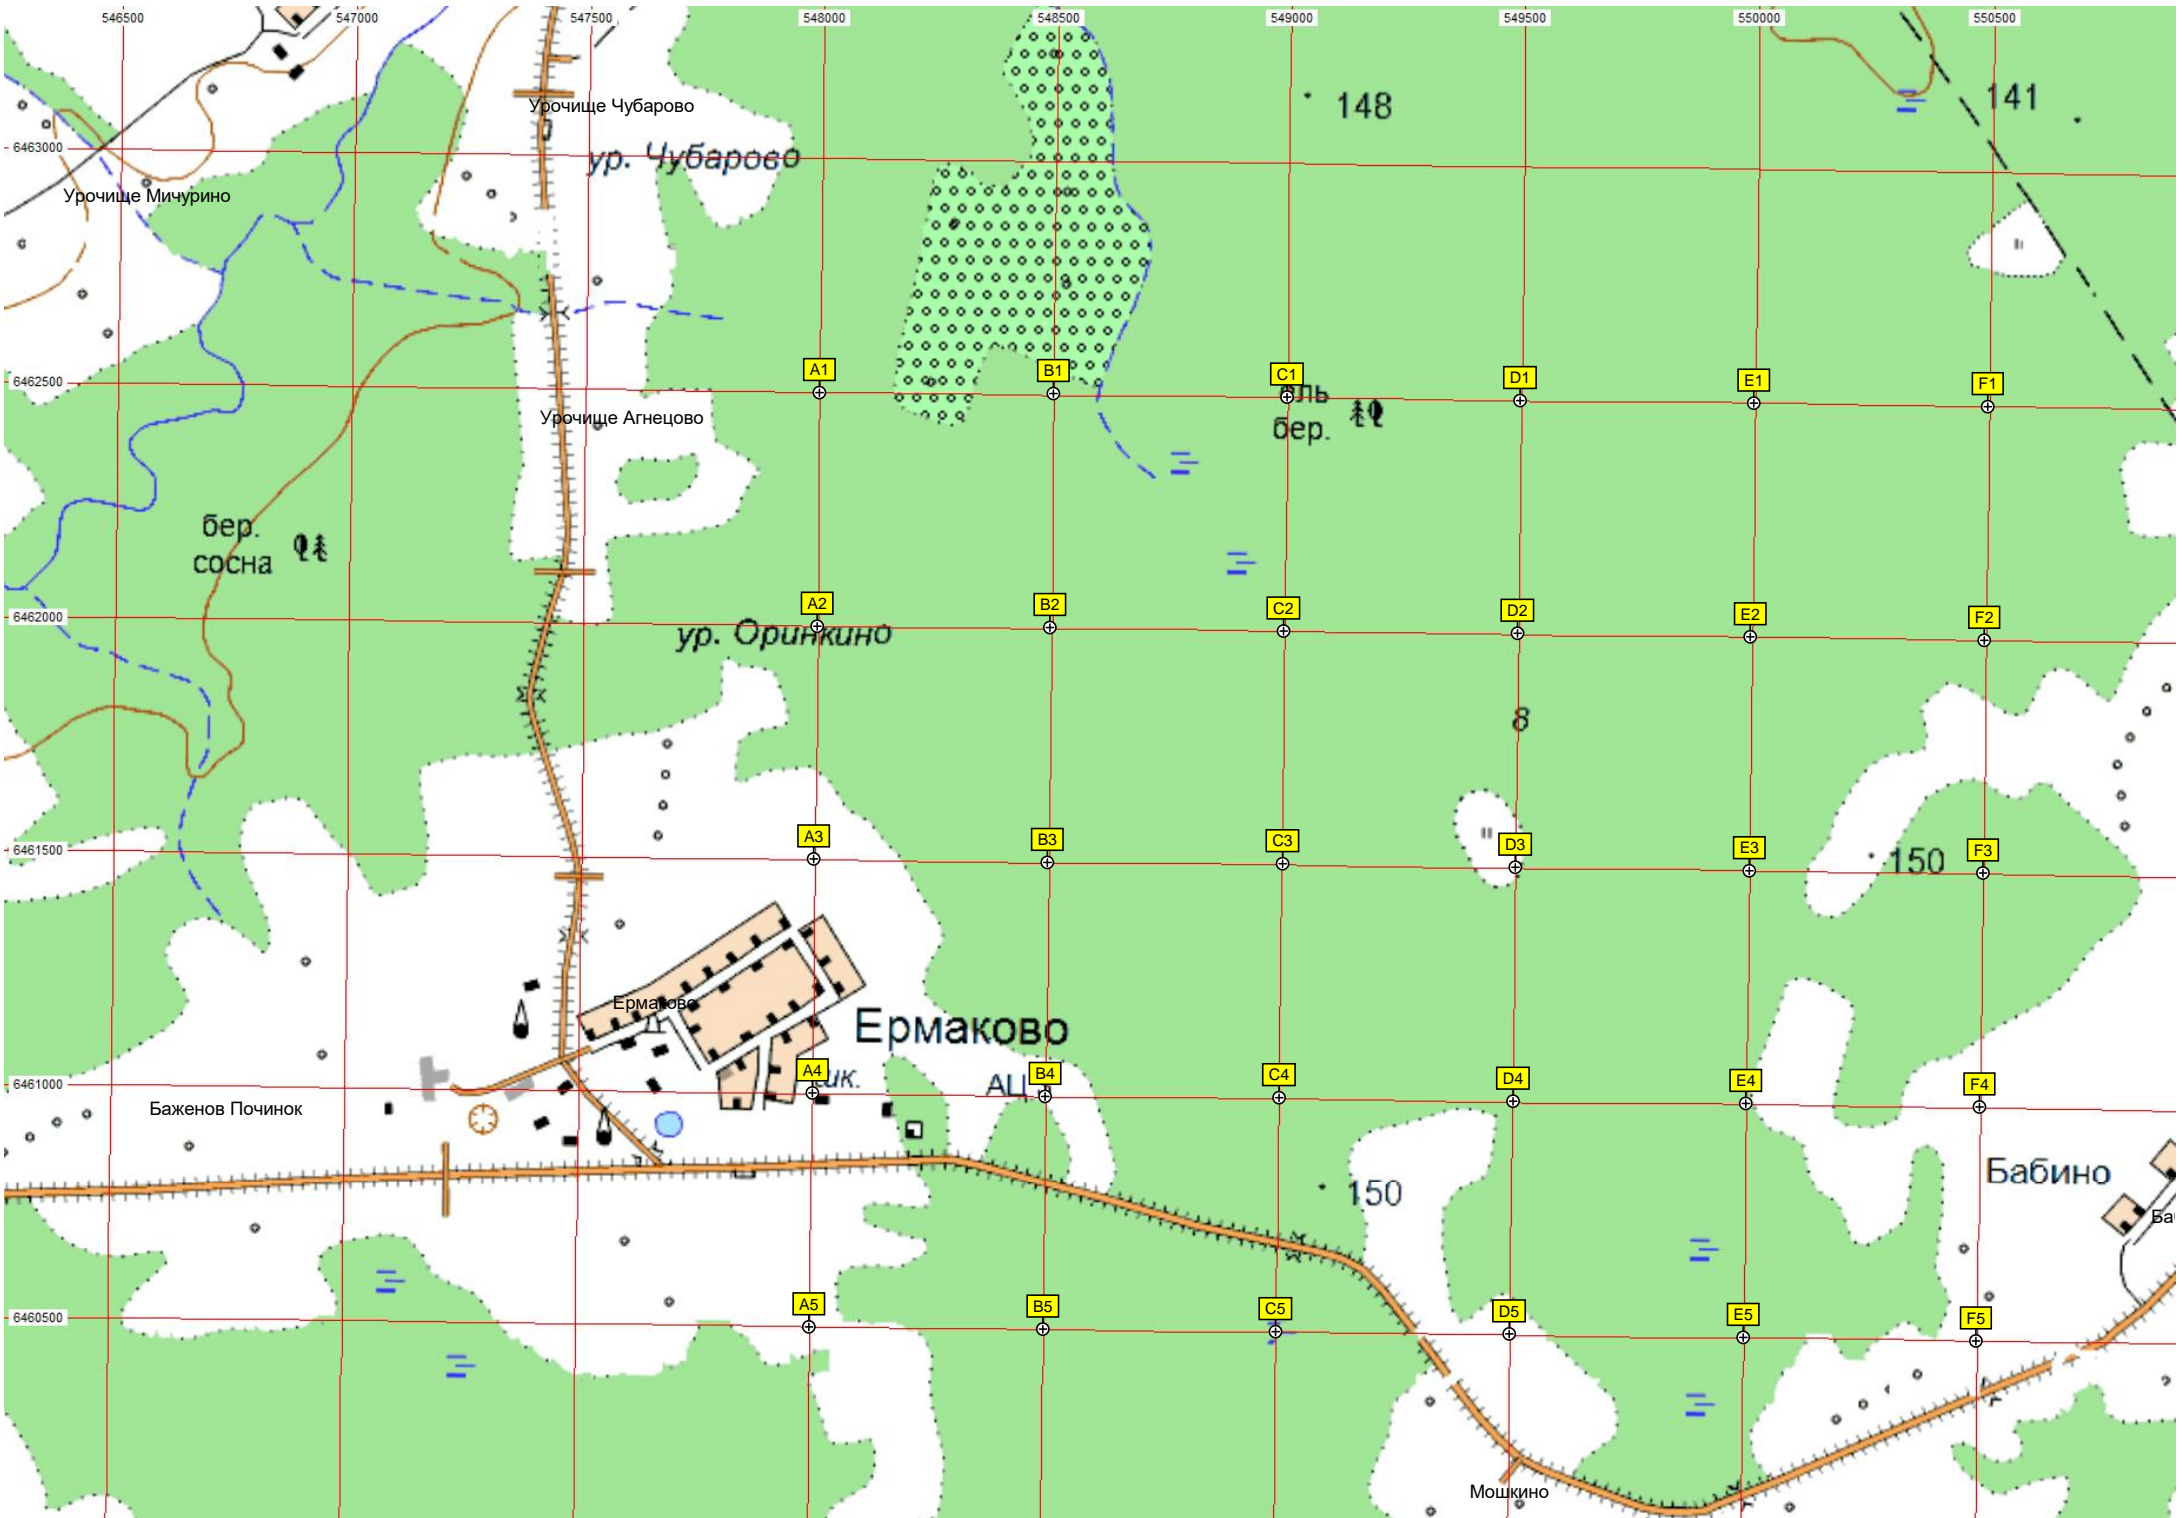 546500 547000 547500 548000 548500 549000 549500 550000 550500
148
141
Урочище Чубарово
6463000
ур. Чубарово
Урочище Мичурино
A1 B1 C1 D1 E1 F1
6462500
бер.
Урочище Агнецово
бер.
сосна
A2 B2 C2 D2 E2 F2
6462000
ур. Оринкино
8
A3 B3 C3 D3 E3 F3
6461500
150
Ермаково
Ермаково
A4 B4 C4 D4 E4 F4
шк.
АЦ
6461000
Баженов Починок
Бабино
150
A5 B5 C5 D5 E5 F5
6460500
Мошкино